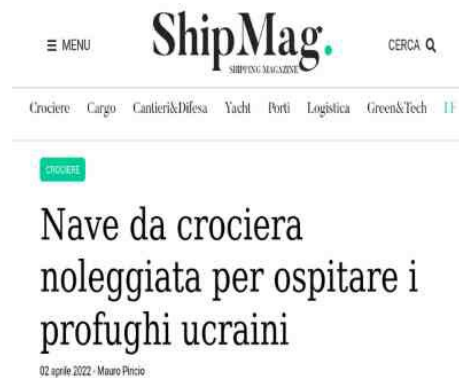 ≡ MENU
ShipMag.
SHIPPING MAGAZINE
CERCA
Crociere Cargo Cantieri&Difesa Yacht Porti Logistica Green&Tech
CROCIERE
Nave da crociera
noleggiata per ospitare i
profughi ucraini
02 aprile 2022 - Mauro Pincio